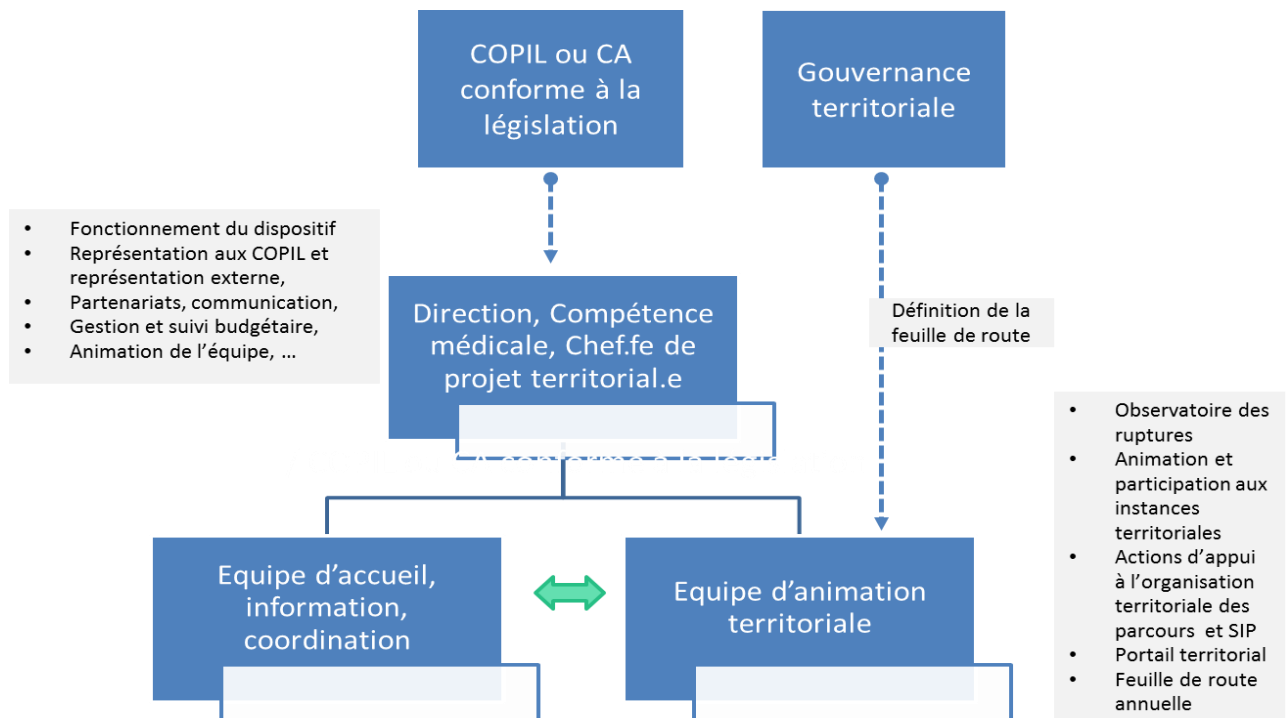 COPIL ou CA
conforme à la
législation
Gouvernance
territoriale
• Fonctionnement du dispositif
• Représentation aux COPIL et
représentation externe,
• Partenariats, communication,
• Gestion et suivi budgétaire,
• Animation de l’équipe, ...
Direction, Compétence
médicale, Chef.fe de
projet territorial.e
Définition de la
feuille de route
• Observatoire des
ruptures
• Animation et
participation aux
instances
territoriales
• Actions d’appui
à l’organisation
territoriale des
parcours et SIP
• Portail territorial
• Feuille de route
annuelle
Equipe d’accueil,
information,
coordination
Equipe d’animation
territoriale